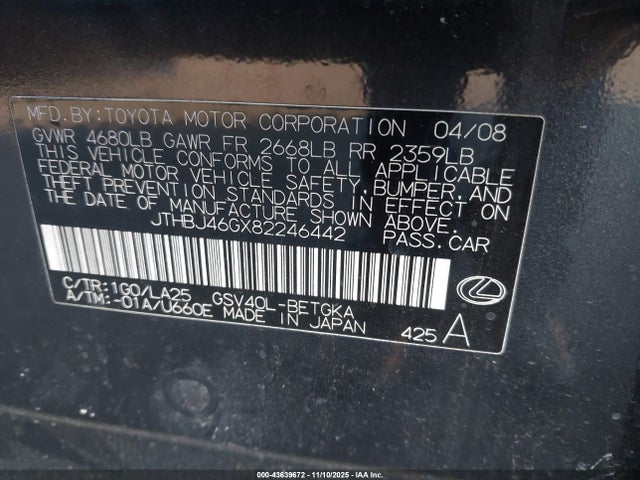 MFD.BY:TOYOTA MOTOR CORPORATION 04/08
GVWR 4680LB GAWR FR 2668LB RR 2359LB
THIS VEHICLE CONFORMS TO ALL APPLICABLE
FEDERAL MOTOR VEHICLE SAFETY,BUMPER,AND
THEFT PREVENTION STANDARDS IN EFFECT ON
THE DATE OF MANUFACTURE SHOWN ABOVE.
JTHBJ46GX82246442 PASS.CAR
C/TR:1G0/LA25 GSV40L-BETGKA
A/TM:-01A/U660E MADE IN JAPAN 425 A
000-43639672 - 11/10/2025 - IAA Inc.